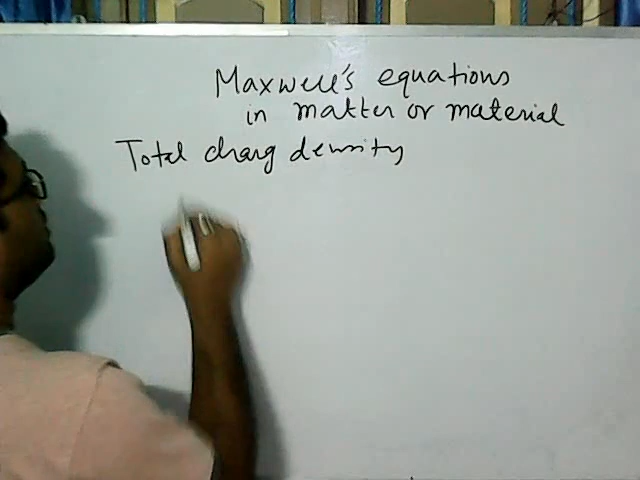 Maxwell's equations
in matter or material
Total charg density